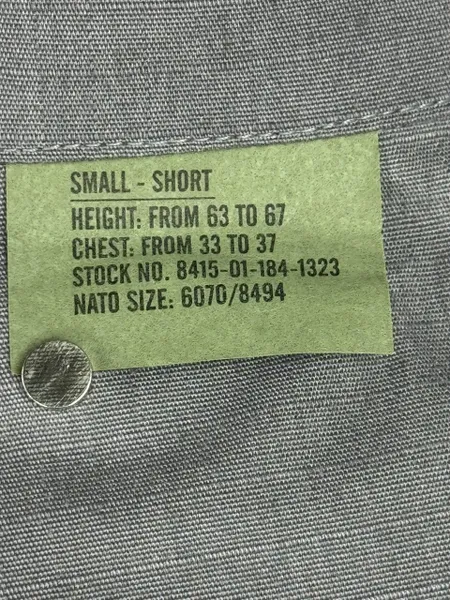 SMALL - SHORT
HEIGHT: FROM 63 TO 67
CHEST: FROM 33 TO 37
STOCK NO. 8415-01-184-1323
NATO SIZE: 6070/8494